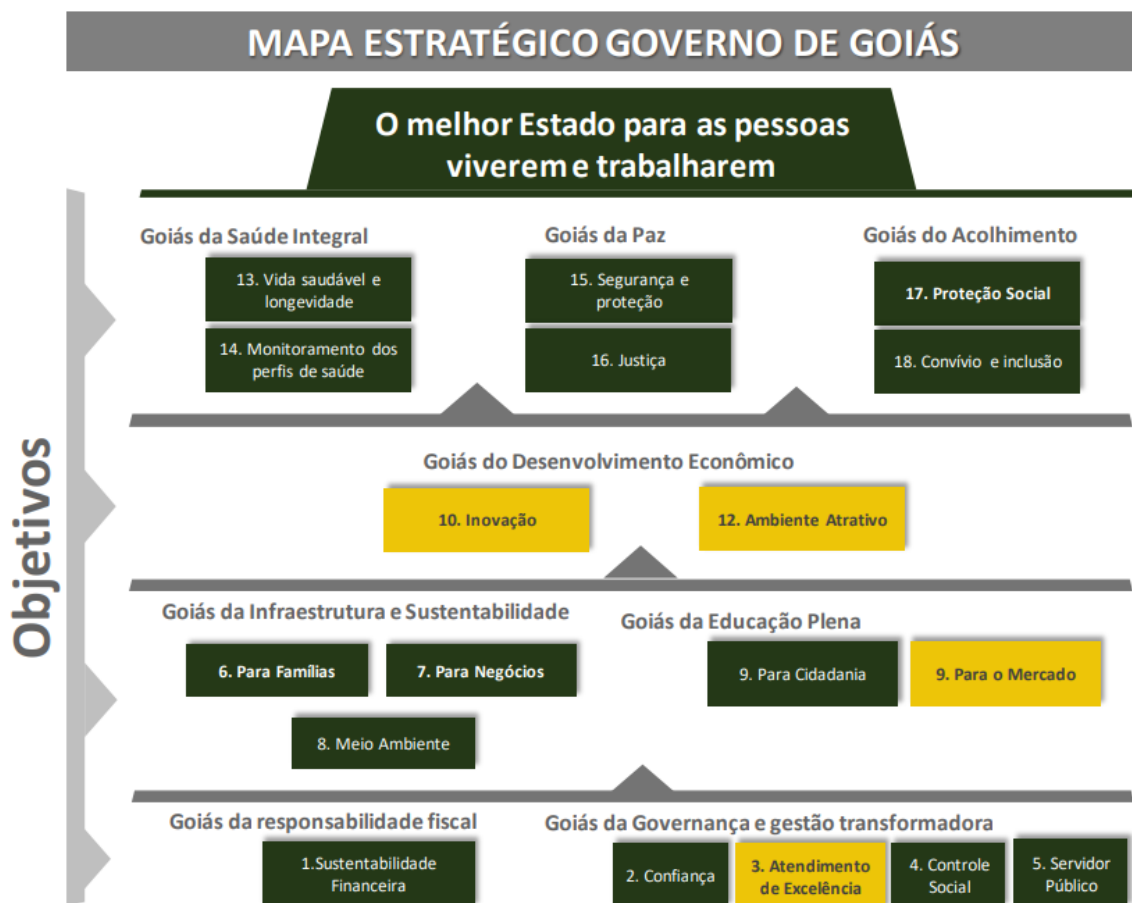 MAPA ESTRATÉGICO GOVERNO DE GOIÁS
O melhor Estado para as pessoas
viverem e trabalharem
Objetivos
Goiás da Saúde Integral
13. Vida saudável e
longevidade
14. Monitoramento dos
perfis de saúde
Goiás da Paz
15. Segurança e
proteção
16. Justiça
Goiás do Acolhimento
17. Proteção Social
18. Convívio e inclusão
Goiás do Desenvolvimento Econômico
10. Inovação
12. Ambiente Atrativo
Goiás da Infraestrutura e Sustentabilidade
6. Para Famílias
7. Para Negócios
8. Meio Ambiente
Goiás da Educação Plena
9. Para Cidadania
9. Para o Mercado
Goiás da responsabilidade fiscal
1.Sustentabilidade
Financeira
Goiás da Governança e gestão transformadora
2. Confiança
3. Atendimento
de Excelência
4. Controle
Social
5. Servidor
Público